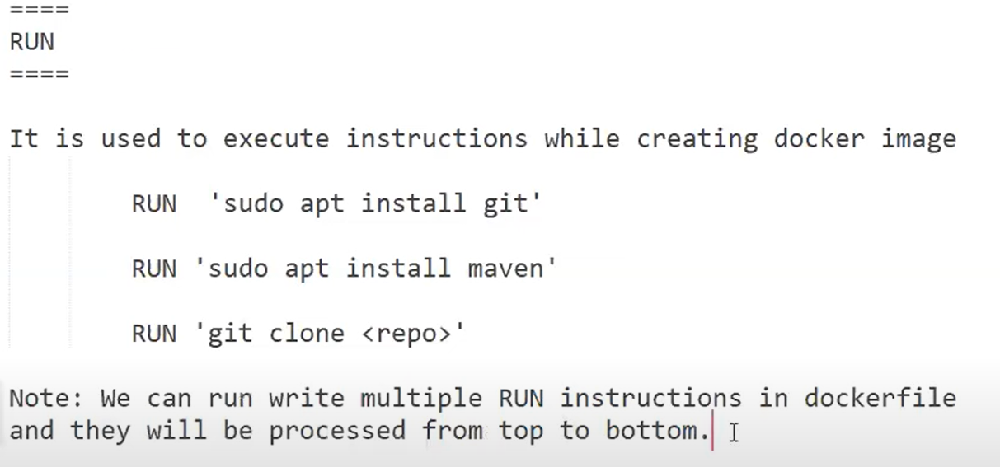 ====
RUN
====
It is used to execute instructions while creating docker image
RUN  'sudo apt install git'
RUN 'sudo apt install maven'
RUN 'git clone <repo>'
Note: We can run write multiple RUN instructions in dockerfile
and they will be processed from top to bottom.